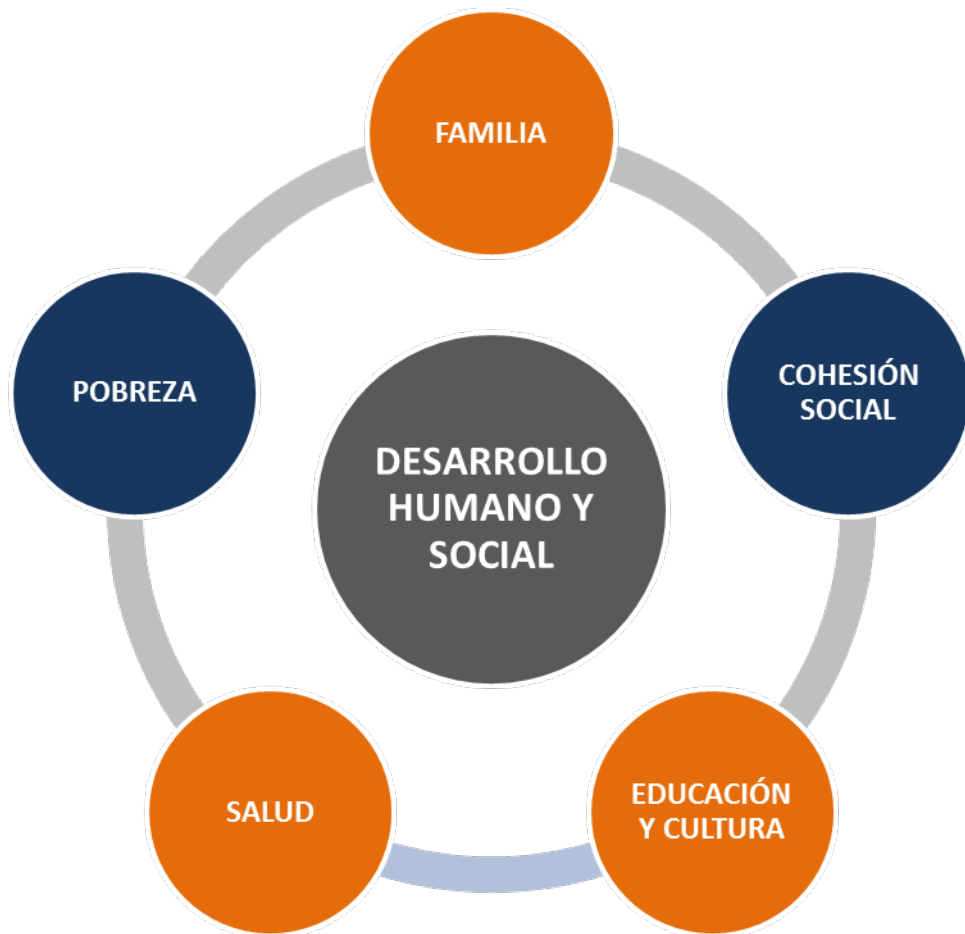 FAMILIA
POBREZA
COHESIÓN
SOCIAL
DESARROLLO
HUMANO Y
SOCIAL
SALUD
EDUCACIÓN
Y CULTURA